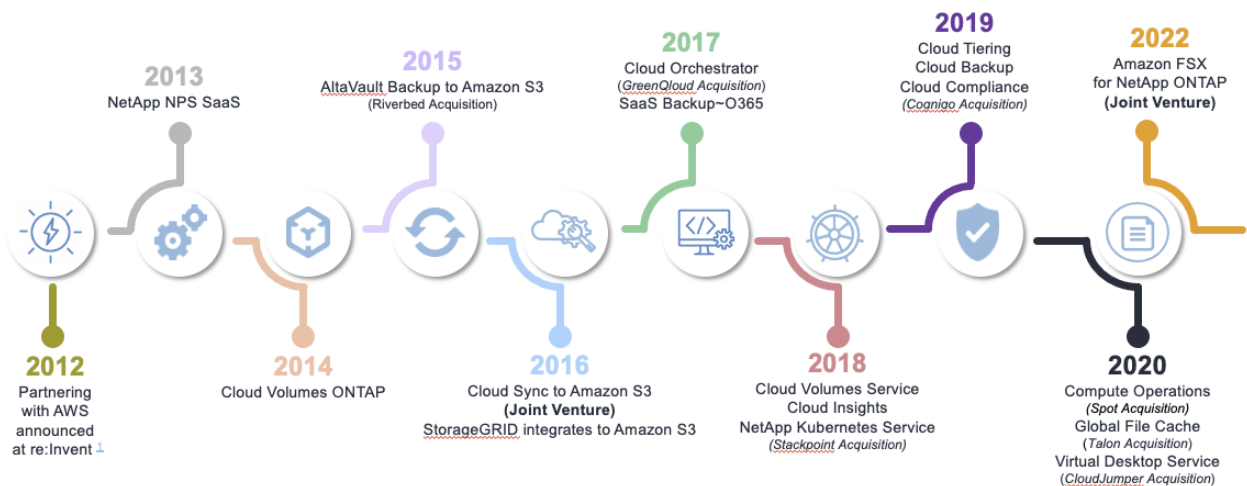 2012
Partnering
with AWS
announced
at re:Invent 1
2013
NetApp NPS SaaS
2014
Cloud Volumes ONTAP
2015
AltaVault Backup to Amazon S3
(Riverbed Acquisition)
2016
Cloud Sync to Amazon S3
(Joint Venture)
StorageGRID integrates to Amazon S3
2017
Cloud Orchestrator
(GreenQloud Acquisition)
SaaS Backup~O365
</>
2018
Cloud Volumes Service
Cloud Insights
NetApp Kubernetes Service
(Stackpoint Acquisition)
2019
Cloud Tiering
Cloud Backup
Cloud Compliance
(Cognigo Acquisition)
2020
Compute Operations
(Spot Acquisition)
Global File Cache
(Talon Acquisition)
Virtual Desktop Service
(CloudJumper Acquisition)
2022
Amazon FSX
for NetApp ONTAP
(Joint Venture)